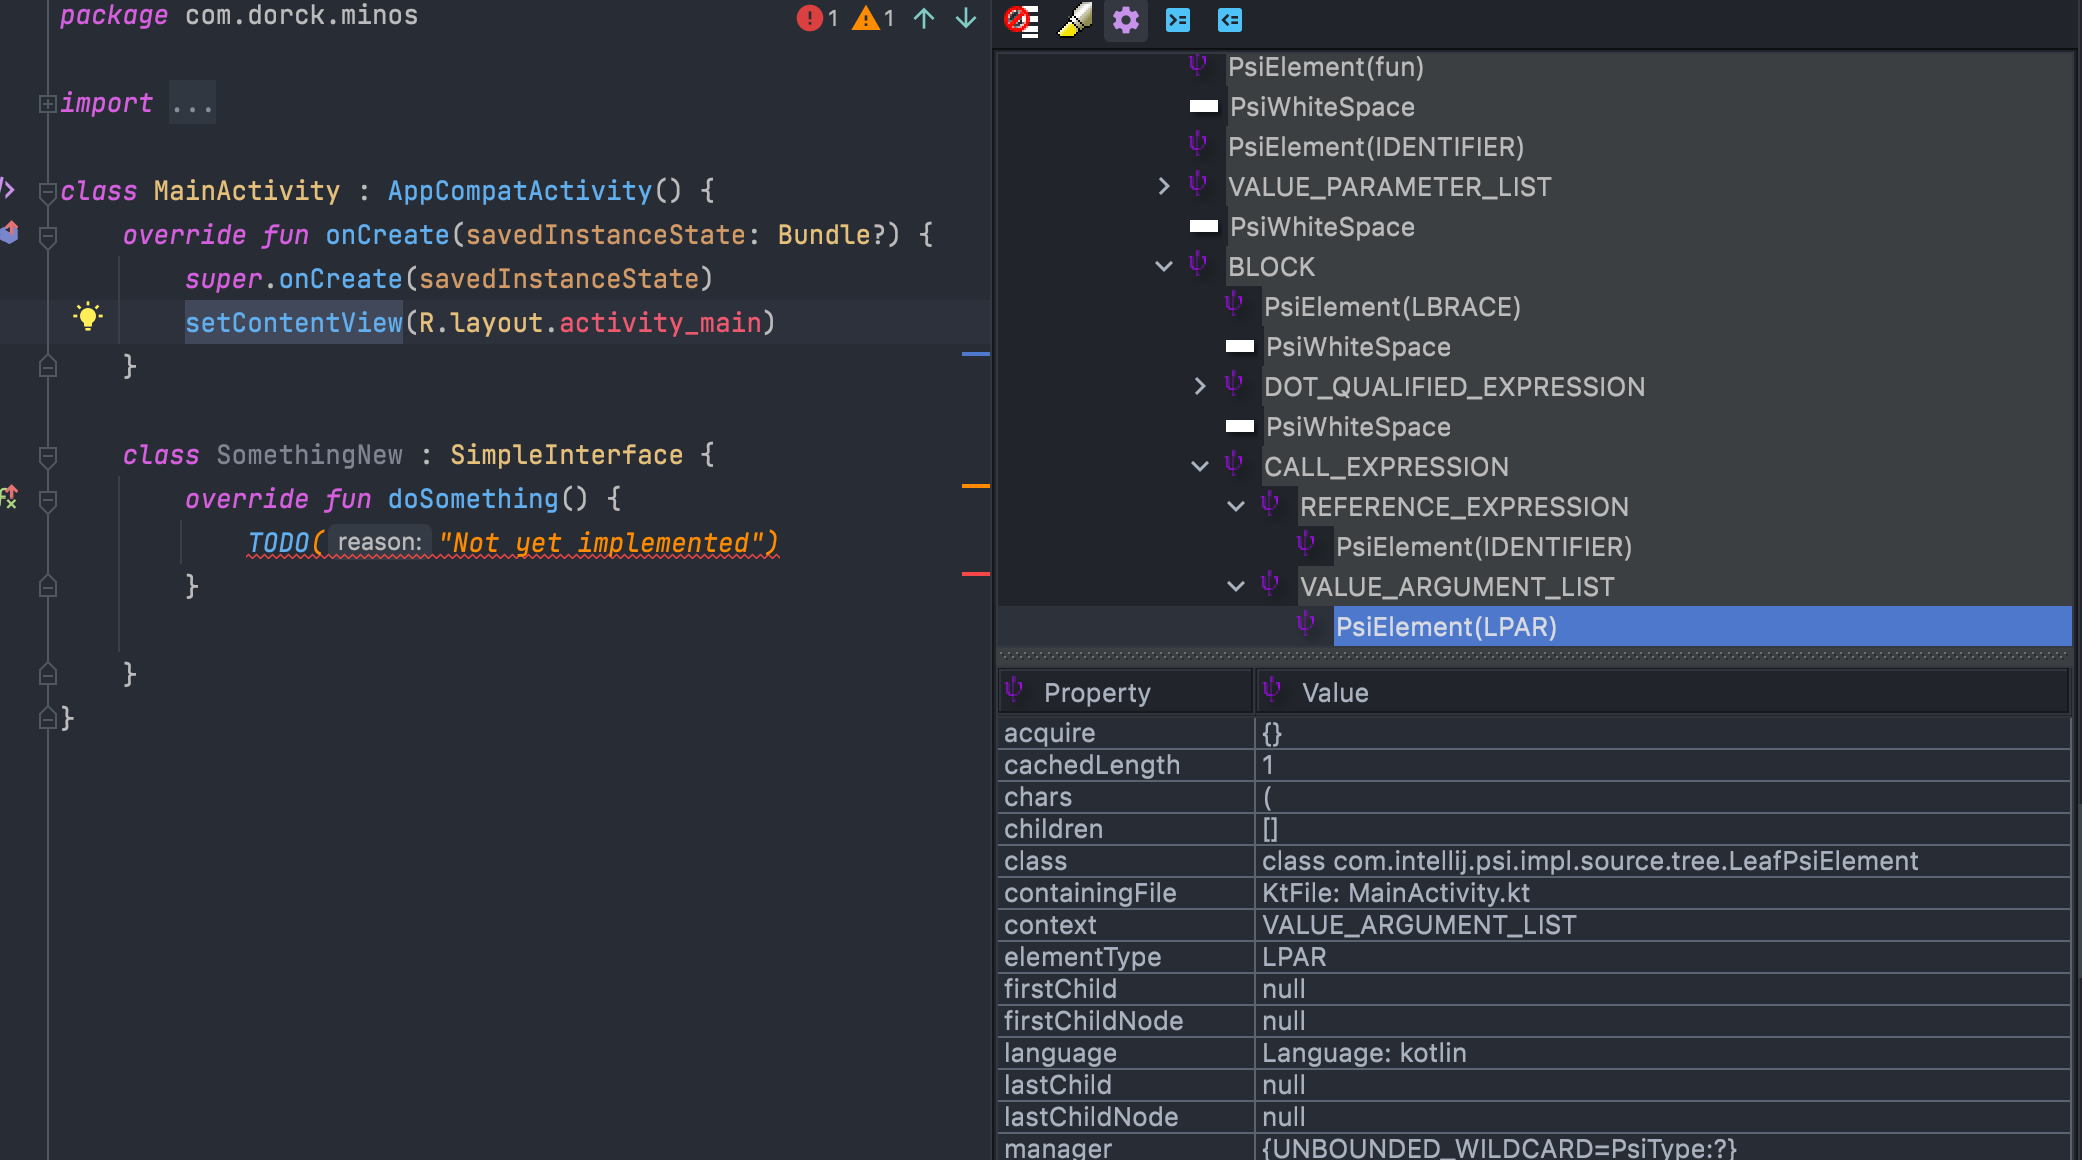 package com.dorck.minos
1 1
import ...
class MainActivity : AppCompatActivity() {
override fun onCreate(savedInstanceState: Bundle?) {
super.onCreate(savedInstanceState)
setContentView(R.layout.activity_main)
}
class SomethingNew : SimpleInterface {
override fun doSomething() {
TODO( reason: "Not yet implemented")
}
}
}
PsiElement(fun)
PsiWhiteSpace
PsiElement(IDENTIFIER)
VALUE_PARAMETER_LIST
PsiWhiteSpace
BLOCK
PsiElement(LBRACE)
PsiWhiteSpace
DOT_QUALIFIED_EXPRESSION
PsiWhiteSpace
CALL_EXPRESSION
REFERENCE_EXPRESSION
PsiElement(IDENTIFIER)
VALUE_ARGUMENT_LIST
PsiElement(LPAR)
Property Value
acquire {}
cachedLength 1
chars (
children []
class class com.intellij.psi.impl.source.tree.LeafPsiElement
containingFile KtFile: MainActivity.kt
context VALUE_ARGUMENT_LIST
elementType LPAR
firstChild null
firstChildNode null
language Language: kotlin
lastChild null
lastChildNode null
manager {UNBOUNDED_WILDCARD=PsiType:?}